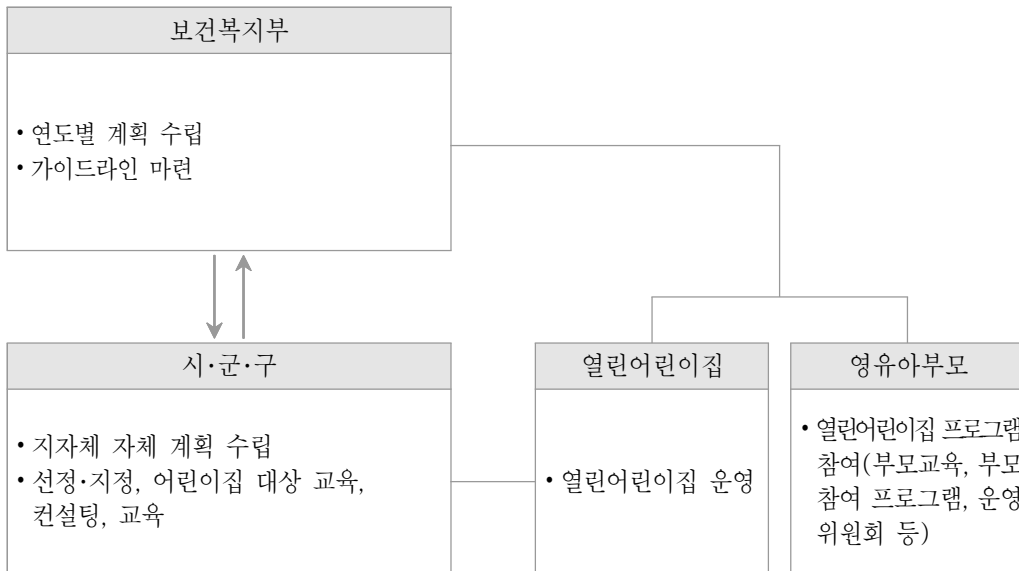 보건복지부
• 연도별 계획 수립
• 가이드라인 마련
시·군·구
• 지자체 자체 계획 수립
• 선정·지정, 어린이집 대상 교육,
컨설팅, 교육
열린어린이집
• 열린어린이집 운영
영유아부모
• 열린어린이집 프로그램
참여(부모교육, 부모
참여 프로그램, 운영
위원회 등)